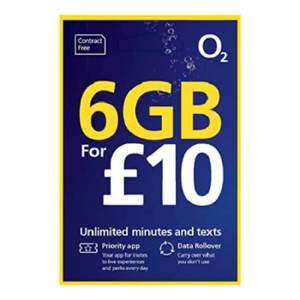 Contract
Free
O2
6GB
For
£10
Unlimited minutes and texts
Priority app
Your app for invites
to live experiences
and perks every day
Data Rollover
Carry over what
you don't use